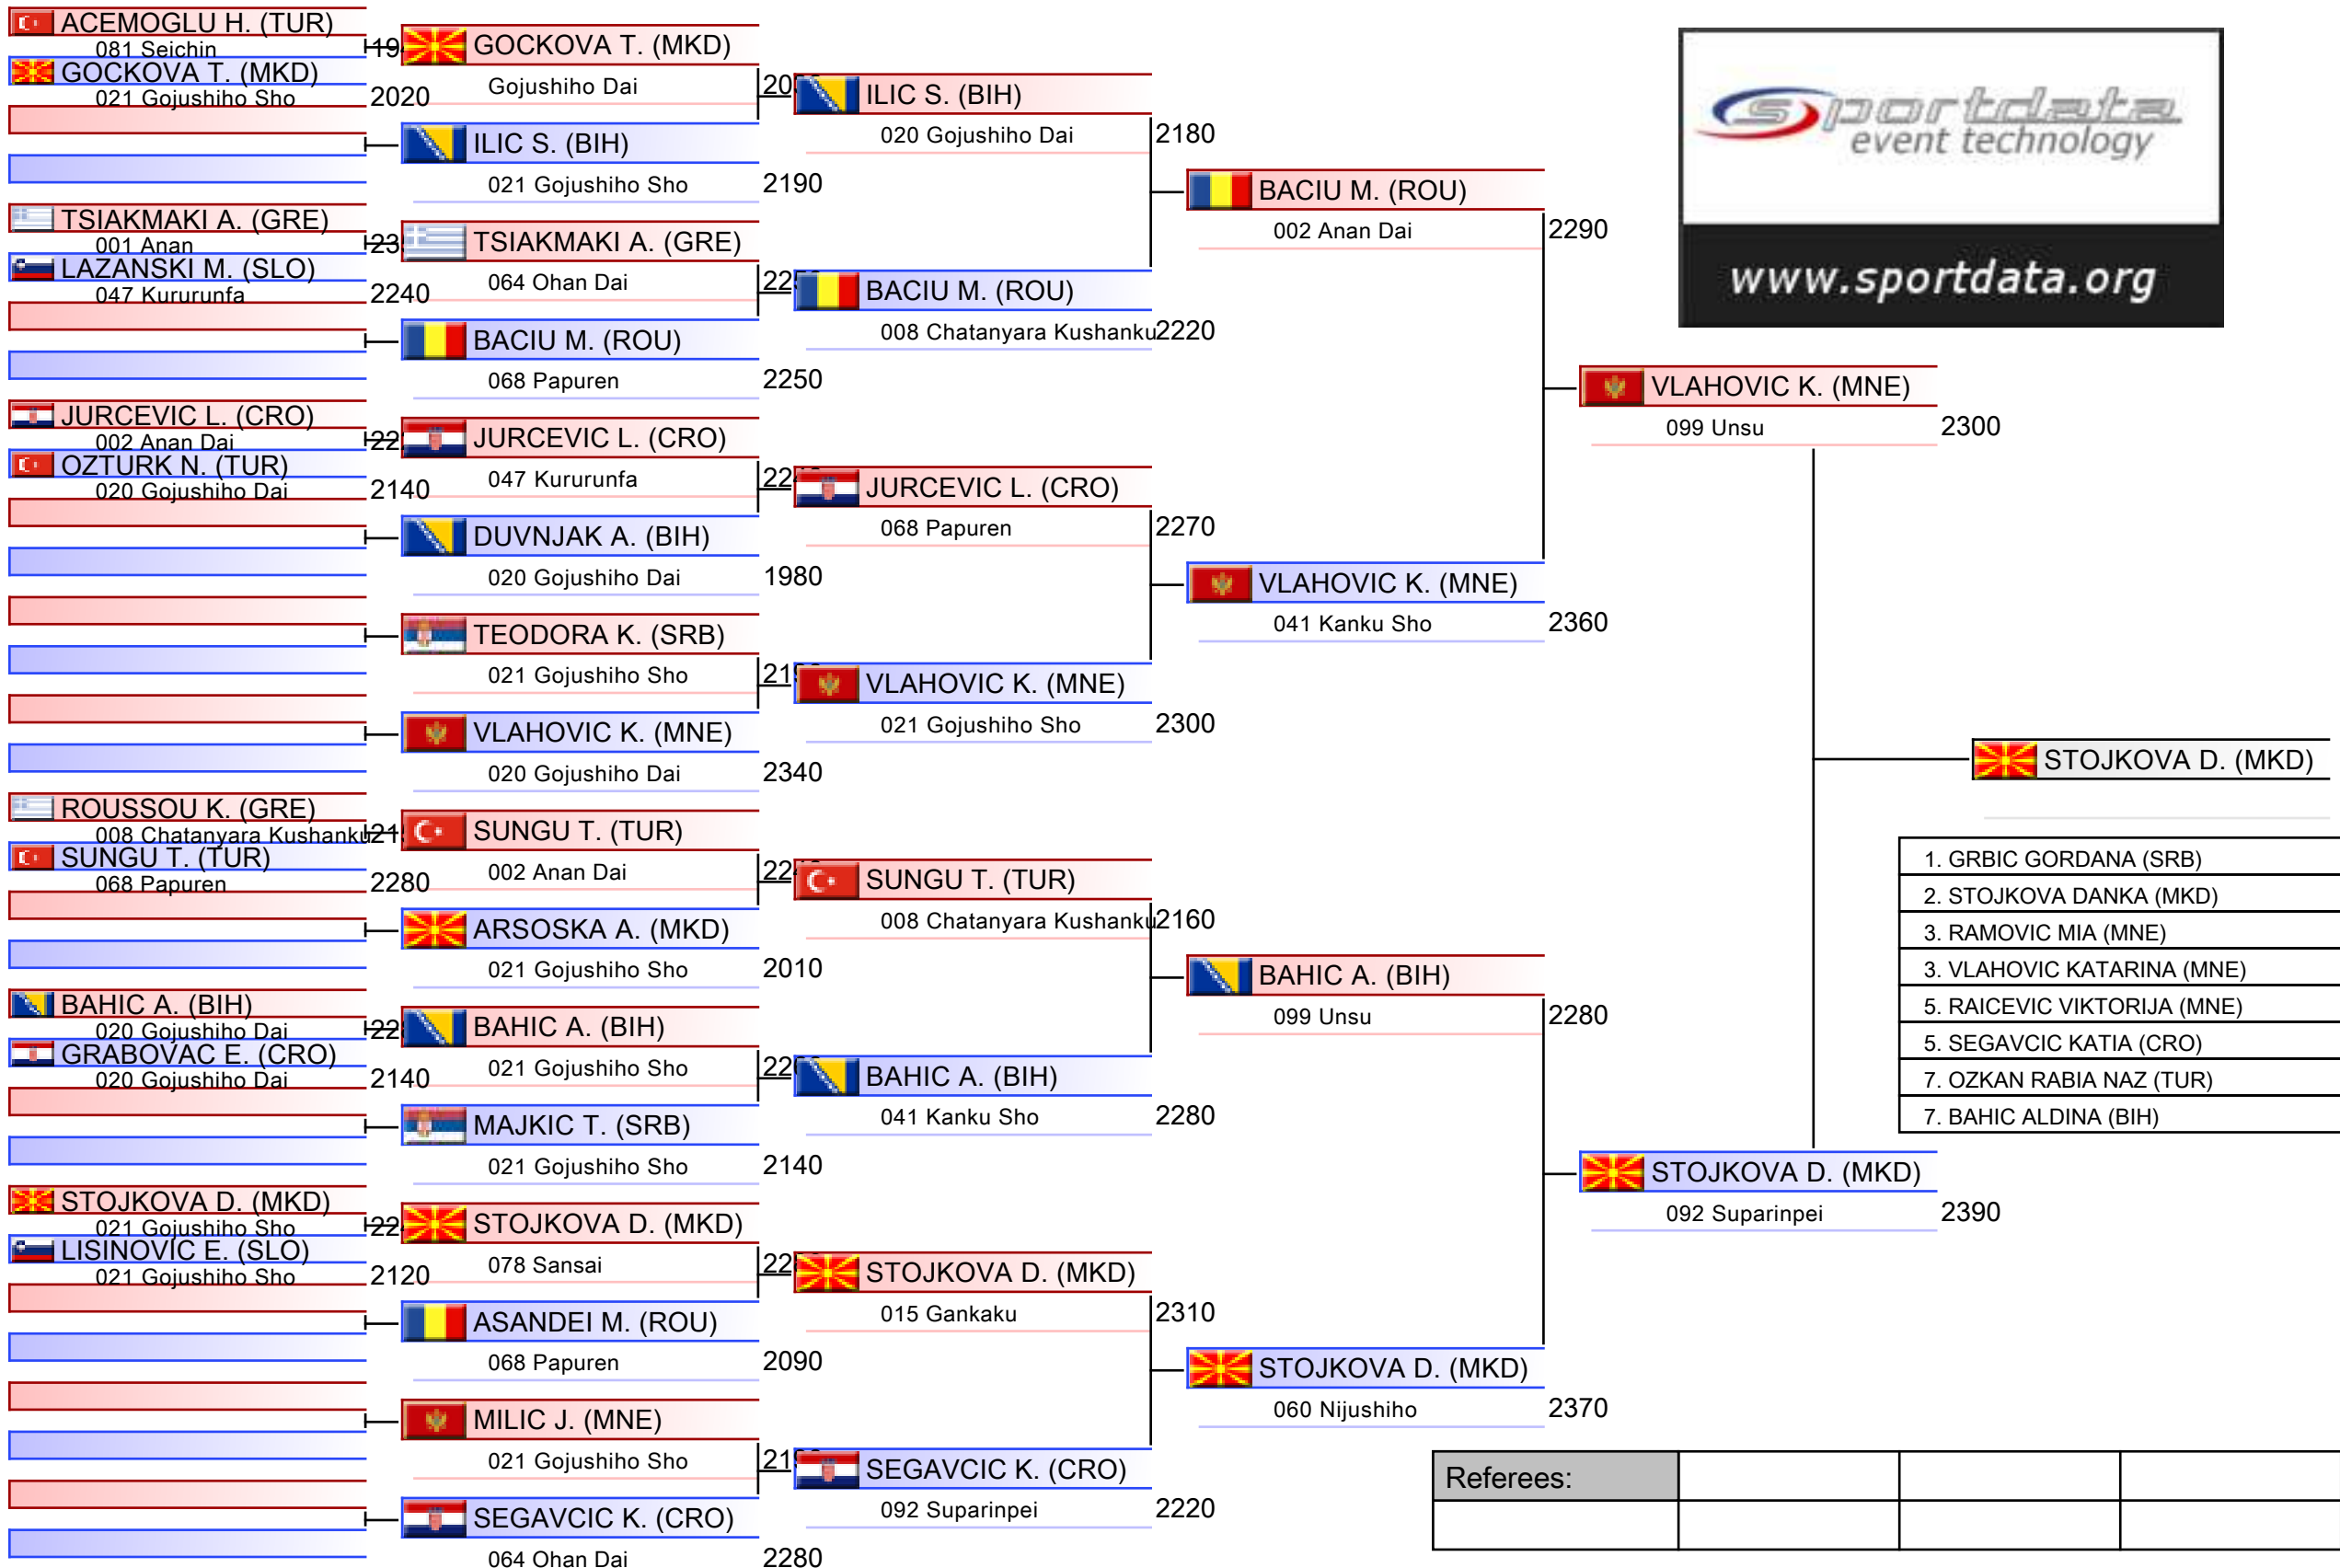 ACEMOGLU H. (TUR)
081 Seichin
GOCKOVA T. (MKD)
021 Gojushiho Sho
2020
TSIAKMAKI A. (GRE)
001 Anan
LAZANSKI M. (SLO)
047 Kururunfa
2240
JURCEVIC L. (CRO)
002 Anan Dai
OZTURK N. (TUR)
020 Gojushiho Dai
2140
ROUSSOU K. (GRE)
008 Chatanyara Kushanku
SUNGU T. (TUR)
068 Papuren
2280
BAHIC A. (BIH)
020 Gojushiho Dai
GRABOVAC E. (CRO)
020 Gojushiho Dai
2140
STOJKOVA D. (MKD)
021 Gojushiho Sho
LISINOVIC E. (SLO)
021 Gojushiho Sho
2120
GOCKOVA T. (MKD)
Gojushiho Dai
ILIC S. (BIH)
021 Gojushiho Sho
2190
TSIAKMAKI A. (GRE)
064 Ohan Dai
BACIU M. (ROU)
068 Papuren
2250
JURCEVIC L. (CRO)
047 Kururunfa
DUVNJAK A. (BIH)
020 Gojushiho Dai
1980
TEODORA K. (SRB)
021 Gojushiho Sho
VLAHOVIC K. (MNE)
020 Gojushiho Dai
2340
SUNGU T. (TUR)
002 Anan Dai
ARSOSKA A. (MKD)
021 Gojushiho Sho
2010
BAHIC A. (BIH)
021 Gojushiho Sho
MAJKIC T. (SRB)
021 Gojushiho Sho
2140
STOJKOVA D. (MKD)
078 Sansai
ASANDEI M. (ROU)
068 Papuren
2090
MILIC J. (MNE)
021 Gojushiho Sho
SEGAVCIC K. (CRO)
064 Ohan Dai
2280
ILIC S. (BIH)
020 Gojushiho Dai
2180
BACIU M. (ROU)
008 Chatanyara Kushanku
2220
JURCEVIC L. (CRO)
068 Papuren
2270
VLAHOVIC K. (MNE)
021 Gojushiho Sho
2300
SUNGU T. (TUR)
008 Chatanyara Kushanku
2160
BAHIC A. (BIH)
041 Kanku Sho
2280
STOJKOVA D. (MKD)
015 Gankaku
2310
SEGAVCIC K. (CRO)
092 Suparinpei
2220
BACIU M. (ROU)
002 Anan Dai
2290
VLAHOVIC K. (MNE)
041 Kanku Sho
2360
BAHIC A. (BIH)
099 Unsu
2280
STOJKOVA D. (MKD)
060 Nijushiho
2370
VLAHOVIC K. (MNE)
099 Unsu
2300
STOJKOVA D. (MKD)
092 Suparinpei
2390
STOJKOVA D. (MKD)
sportdata
event technology
www.sportdata.org
1. GRBIC GORDANA (SRB)
2. STOJKOVA DANKA (MKD)
3. RAMOVIC MIA (MNE)
3. VLAHOVIC KATARINA (MNE)
5. RAICEVIC VIKTORIJA (MNE)
5. SEGAVCIC KATIA (CRO)
7. OZKAN RABIA NAZ (TUR)
7. BAHIC ALDINA (BIH)
Referees: